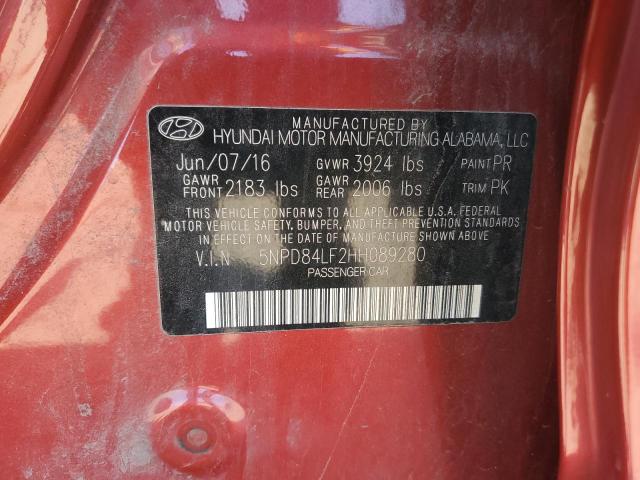 MANUFACTURED BY
HYUNDAI MOTOR MANUFACTURING ALABAMA, LLC
Jun/07/16 GVWR 3924 lbs PAINT PR
GAWR FRONT 2183 lbs GAWR REAR 2006 lbs TRIM PK
THIS VEHICLE CONFORMS TO ALL APPLICABLE U.S.A. FEDERAL
MOTOR VEHICLE SAFETY, BUMPER, AND THEFT PREVENTION STANDARDS
IN EFFECT ON THE DATE OF MANUFACTURE SHOWN ABOVE.
V.I.N 5NPD84LF2HH089280
PASSENGER CAR